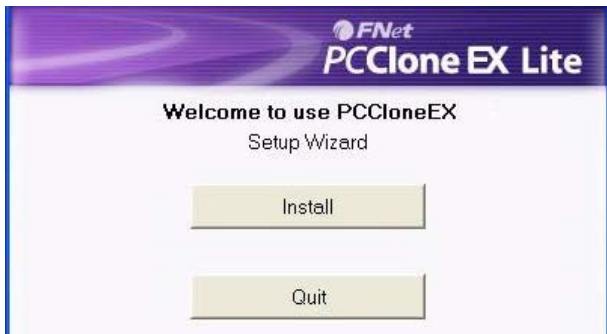 FNet
PCClone EX Lite
Welcome to use PCCloneEX
Setup Wizard
Install
Quit